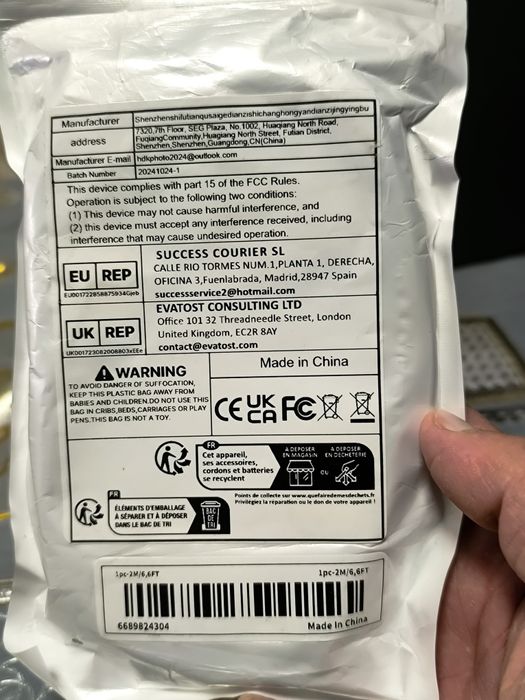 Manufacturer Shenzhenshifutianqusaigedianzishichanghongyandianzijingyingbu
address 7320,7th Floor, SEG Plaza, No.1002, Huaqiang North Road,
FuqiangCommunity,Huaqiang North Street, Futian District,
Shenzhen,Shenzhen,Guangdong,CN(China)
Manufacturer E-mail hdkphoto2024@outlook.com
Batch Number 20241024-1
This device complies with part 15 of the FCC Rules.
Operation is subject to the following two conditions:
(1) This device may not cause harmful interference, and
(2) this device must accept any interference received, including
interference that may cause undesired operation.
EU REP
SUCCESS COURIER SL
CALLE RIO TORMES NUM.1,PLANTA 1, DERECHA,
OFICINA 3,Fuenlabrada, Madrid,28947 Spain
successservice2@hotmail.com
UK REP
EVATOST CONSULTING LTD
Office 101 32 Threadneedle Street, London
United Kingdom, EC2R 8AY
contact@evatost.com
WARNING
TO AVOID DANGER OF SUFFOCATION,
KEEP THIS PLASTIC BAG AWAY FROM
BABIES AND CHILDREN.DO NOT USE THIS
BAG IN CRIBS,BEDS,CARRIAGES OR PLAY
PENS.THIS BAG IS NOT A TOY.
Made in China
CE UK CA FC
FR
Cet appareil,
ses accessoires,
cordons et batteries
se recyclent
À DÉPOSER
EN MAGASIN
OU
À DÉPOSER
EN DÉCHÈTERIE
Points de collecte sur www.quefairedemesdechets.fr
Privilégiez la réparation ou le don de votre appareil !
FR
ÉLÉMENTS D'EMBALLAGE
À SÉPARER ET À DÉPOSER
DANS LE BAC DE TRI
BAC
DE
TRI
1pc-2M/6,6FT 1pc-2M/6,6FT
6689824304 Made In China